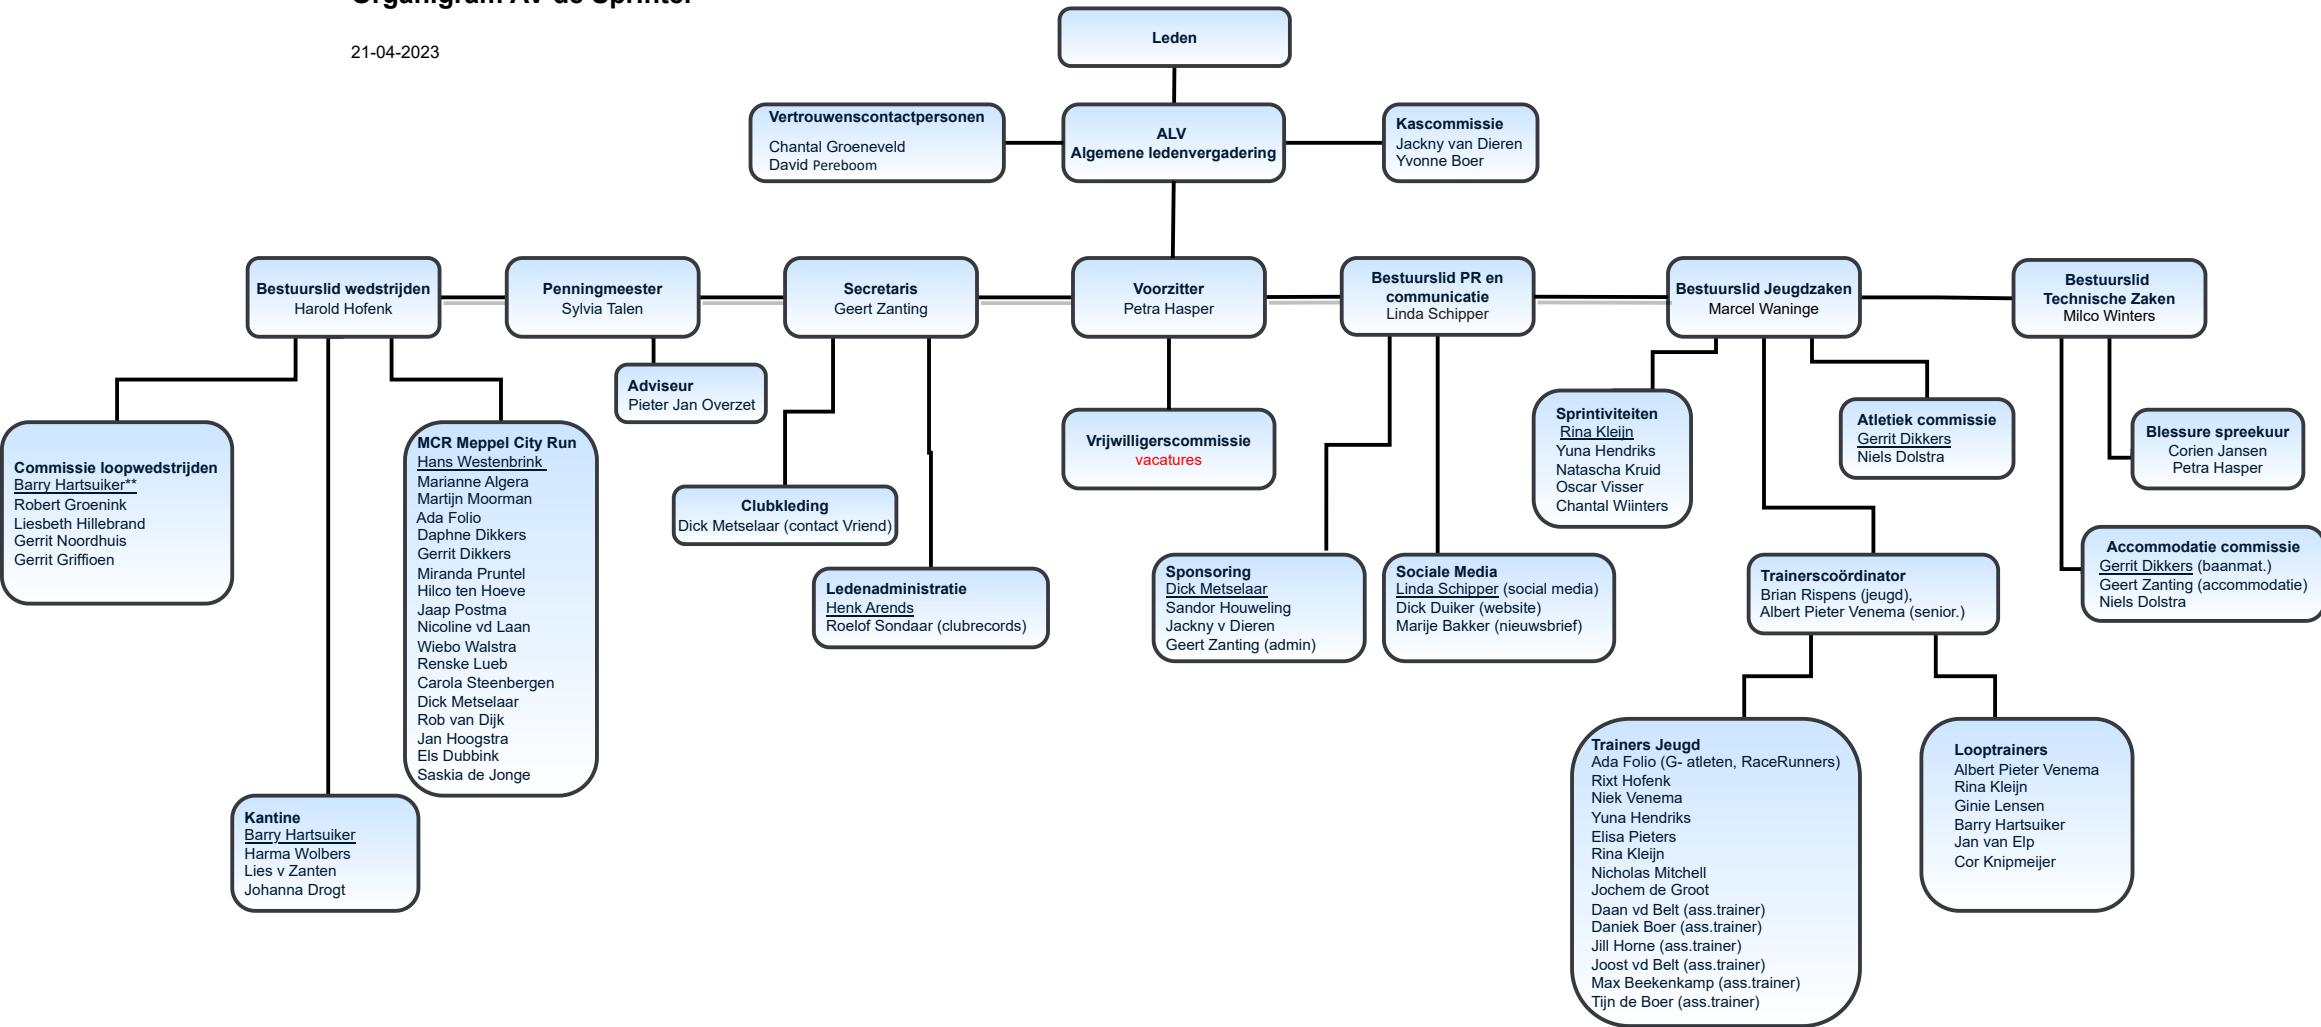 Organigram AV de Sprinter
21-04-2023
Leden
Vertrouwenscontactpersonen
Chantal Groeneveld
David Pereboom
ALV
Algemene ledenvergadering
Kascommissie
Jackny van Dieren
Yvonne Boer
Bestuurslid wedstrijden
Harold Hofenk
Penningmeester
Sylvia Talen
Secretaris
Geert Zanting
Voorzitter
Petra Hasper
Bestuurslid PR en
communicatie
Linda Schipper
Bestuurslid Jeugdzaken
Marcel Waninge
Bestuurslid
Technische Zaken
Milco Winters
Adviseur
Pieter Jan Overzet
Commissie loopwedstrijden
Barry Hartsuiker**
Robert Groenink
Liesbeth Hillebrand
Gerrit Noordhuis
Gerrit Griffioen
MCR Meppel City Run
Hans Westenbrink
Marianne Algera
Martijn Moorman
Ada Folio
Daphne Dikkers
Gerrit Dikkers
Miranda Pruntel
Hilco ten Hoeve
Jaap Postma
Nicoline vd Laan
Wiebo Walstra
Renske Lueb
Carola Steenbergen
Dick Metselaar
Rob van Dijk
Jan Hoogstra
Els Dubbink
Saskia de Jonge
Kantine
Barry Hartsuiker
Harma Wolbers
Lies v Zanten
Johanna Drogt
Clubkleding
Dick Metselaar (contact Vriend)
Ledenadministratie
Henk Arends
Roelof Sondaar (clubrecords)
Vrijwilligerscommissie
vacatures
Sponsoring
Dick Metselaar
Sandor Houweling
Jackny v Dieren
Geert Zanting (admin)
Sociale Media
Linda Schipper (social media)
Dick Duiker (website)
Marije Bakker (nieuwsbrief)
Sprintiviteiten
Rina Kleijn
Yuna Hendriks
Natascha Kruid
Oscar Visser
Chantal Wiinters
Atletiek commissie
Gerrit Dikkers
Niels Dolstra
Blessure spreekuur
Corien Jansen
Petra Hasper
Accommodatie commissie
Gerrit Dikkers (baanmat.)
Geert Zanting (accommodatie)
Niels Dolstra
Trainerscoördinator
Brian Rispens (jeugd),
Albert Pieter Venema (senior.)
Trainers Jeugd
Ada Folio (G- atleten, RaceRunners)
Rixt Hofenk
Niek Venema
Yuna Hendriks
Elisa Pieters
Rina Kleijn
Nicholas Mitchell
Jochem de Groot
Daan vd Belt (ass.trainer)
Daniek Boer (ass.trainer)
Jill Horne (ass.trainer)
Joost vd Belt (ass.trainer)
Max Beekenkamp (ass.trainer)
Tijn de Boer (ass.trainer)
Looptrainers
Albert Pieter Venema
Rina Kleijn
Ginie Lensen
Barry Hartsuiker
Jan van Elp
Cor Knipmeijer